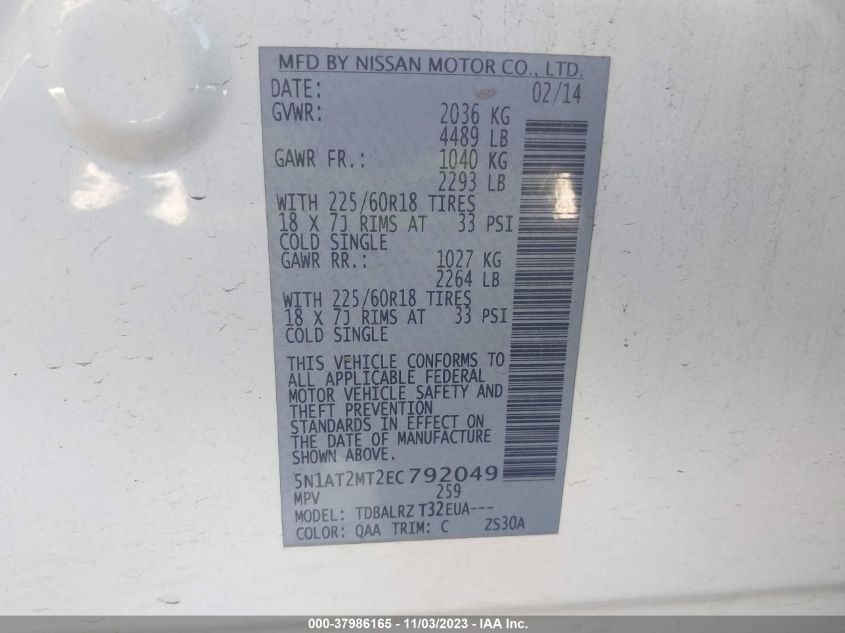 MFD BY NISSAN MOTOR CO., LTD.
DATE: 02/14
GVWR: 2036 KG
4489 LB
GAWR FR.: 1040 KG
2293 LB
WITH 225/60R18 TIRES
18 X 7J RIMS AT 33 PSI
COLD SINGLE
GAWR RR.: 1027 KG
2264 LB
WITH 225/60R18 TIRES
18 X 7J RIMS AT 33 PSI
COLD SINGLE
THIS VEHICLE CONFORMS TO
ALL APPLICABLE FEDERAL
MOTOR VEHICLE SAFETY AND
THEFT PREVENTION
STANDARDS IN EFFECT ON
THE DATE OF MANUFACTURE
SHOWN ABOVE.
5N1AT2MT2EC792049
MPV 259
MODEL: TDBALRZ T32EUA---
COLOR: QAA TRIM: C ZS30A
000-37986165 - 11/03/2023 - IAA Inc.